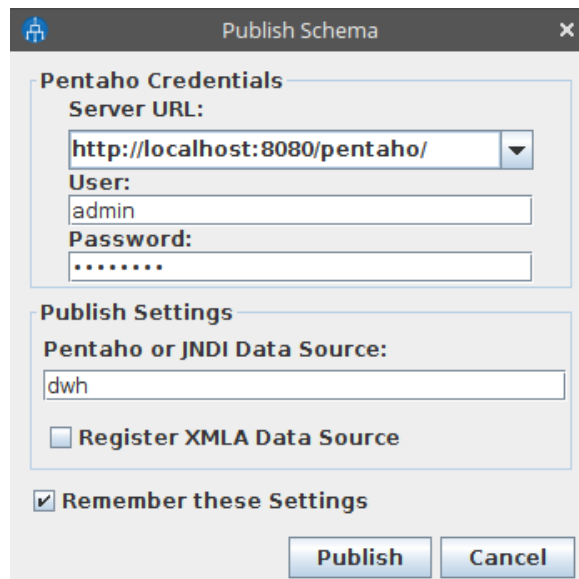 Publish Schema
Pentaho Credentials
Server URL:
http://localhost:8080/pentaho/
User:
admin
Password:
••••••••
Publish Settings
Pentaho or JNDI Data Source:
dwh
Register XMLA Data Source
Remember these Settings
Publish Cancel